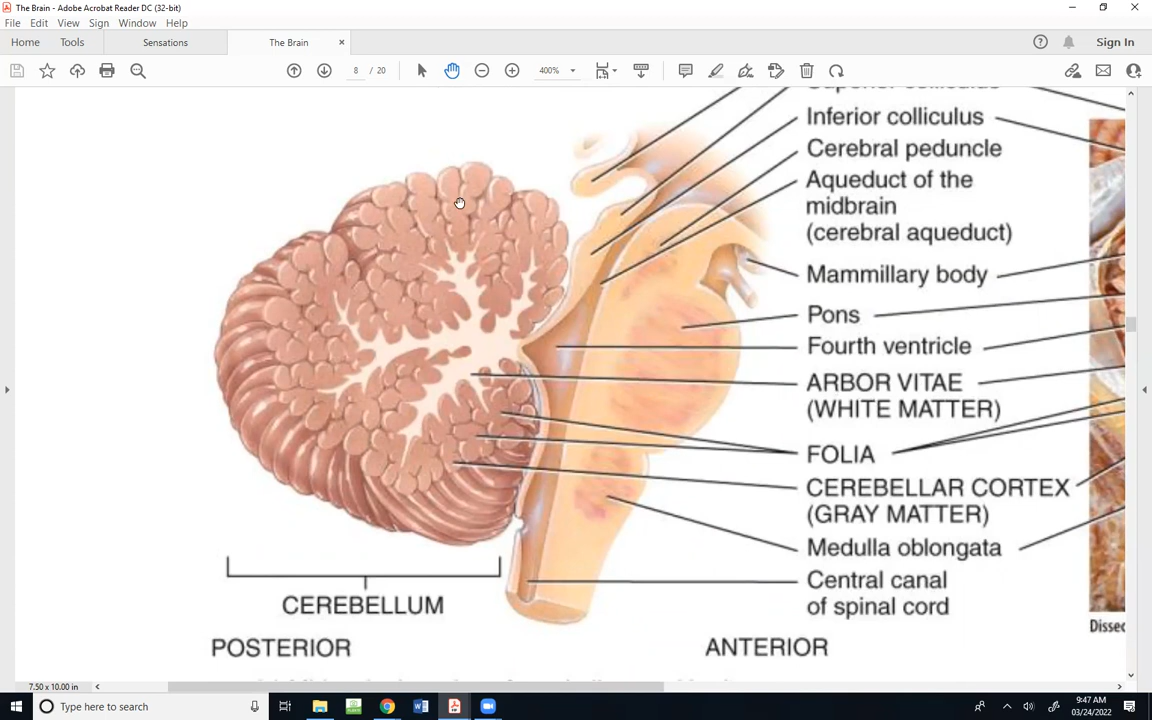 The Brain - Adobe Acrobat Reader DC (32-bit)
File Edit View Sign Window Help
Home Tools Sensations The Brain × Sign In
8 / 20 400%
Superior colliculus
Inferior colliculus
Cerebral peduncle
Aqueduct of the
midbrain
(cerebral aqueduct)
Mammillary body
Pons
Fourth ventricle
ARBOR VITAE
(WHITE MATTER)
FOLIA
CEREBELLAR CORTEX
(GRAY MATTER)
Medulla oblongata
Central canal
of spinal cord
CEREBELLUM
POSTERIOR
ANTERIOR
Dissec
7.50 x 10.00 in
Type here to search
9:47 AM
03/24/2022